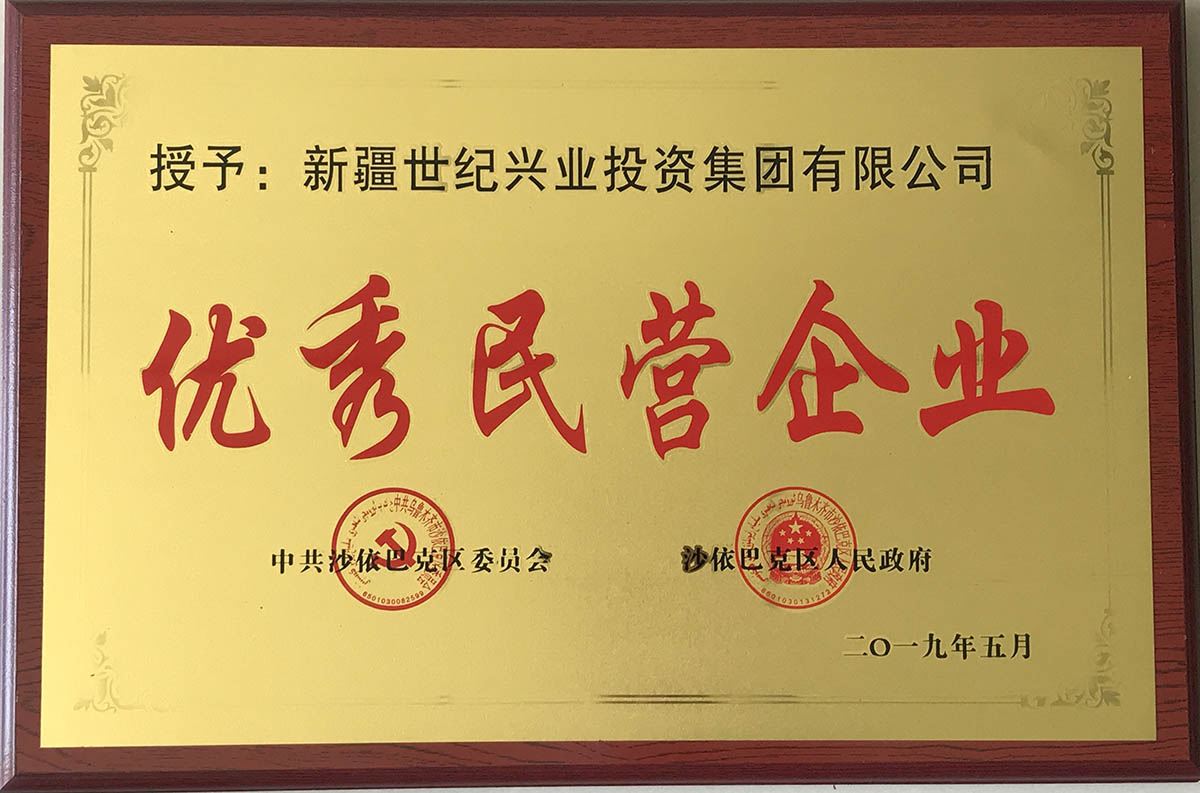 授予：新疆世纪兴业投资集团有限公司
优秀民营企业
中共沙依巴克区委员会
沙依巴克区人民政府
6501030082599
6501030131273
二〇一九年五月